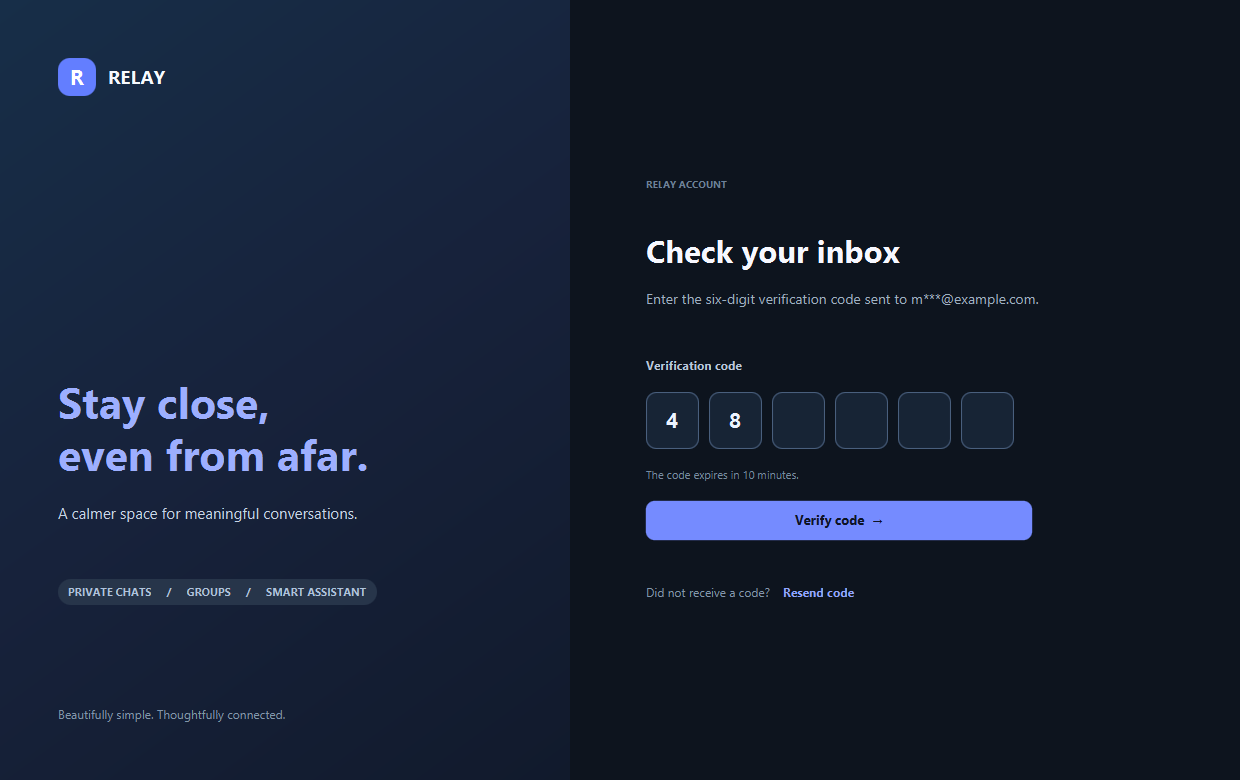 R RELAY
Stay close,
even from afar.
A calmer space for meaningful conversations.
PRIVATE CHATS / GROUPS / SMART ASSISTANT
Beautifully simple. Thoughtfully connected.
RELAY ACCOUNT
Check your inbox
Enter the six-digit verification code sent to m***@example.com.
Verification code
4 8
The code expires in 10 minutes.
Verify code →
Did not receive a code? Resend code